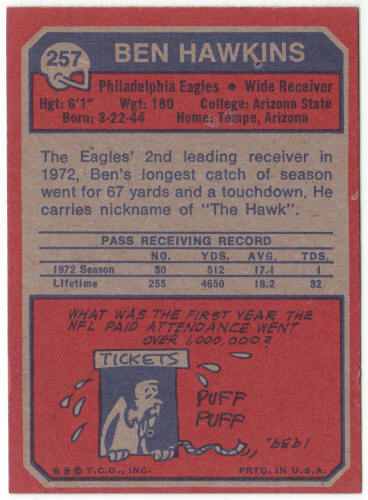 257
BEN HAWKINS
Philadelphia Eagles • Wide Receiver
Hgt: 6'1" Wgt: 180 College: Arizona State
Born: 3-22-44 Home: Tempe, Arizona
The Eagles' 2nd leading receiver in
1972, Ben's longest catch of season
went for 67 yards and a touchdown. He
carries nickname of "The Hawk".
PASS RECEIVING RECORD
NO. YDS. AVG. TDS.
1972 Season 30 512 17.1 1
Lifetime 255 4650 18.2 32
WHAT WAS THE FIRST YEAR THE
NFL PAID ATTENDANCE WENT
OVER 1,000,000?
TICKETS
PUFF
PUFF
1939.
**© T.C.G., INC. PRTD. IN U.S.A.